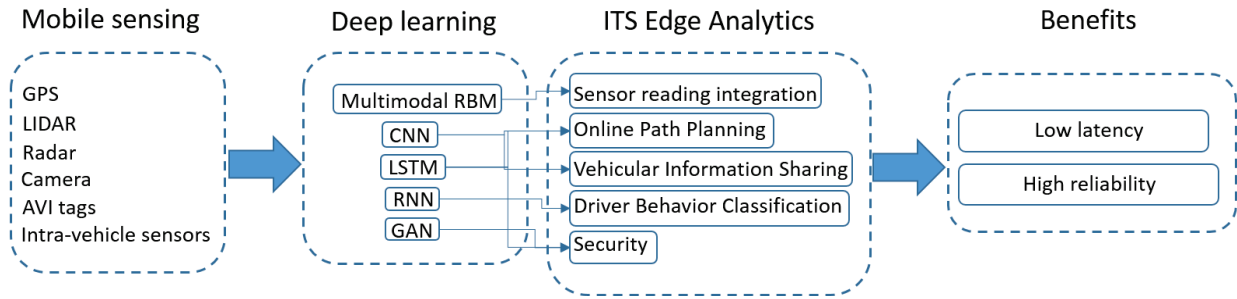 Mobile sensing
GPS
LIDAR
Radar
Camera
AVI tags
Intra-vehicle sensors
Deep learning
Multimodal RBM
CNN
LSTM
RNN
GAN
ITS Edge Analytics
Sensor reading integration
Online Path Planning
Vehicular Information Sharing
Driver Behavior Classification
Security
Benefits
Low latency
High reliability